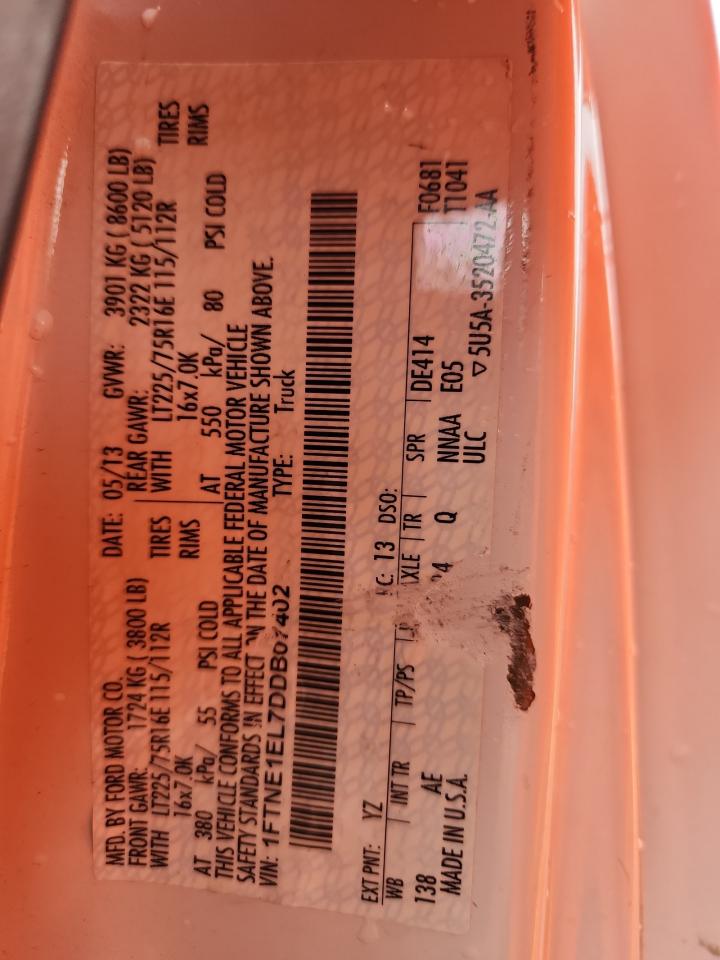 MFD. BY FORD MOTOR CO. DATE: 05/13 GVWR: 3901 KG ( 8600 LB)
FRONT GAWR: 1724 KG ( 3800 LB) REAR GAWR: 2322 KG ( 5120 LB)
WITH LT225/75R16E 115/112R TIRES WITH LT225/75R16E 115/112R TIRES
16x7.0K RIMS 16x7.0K RIMS
AT 380 kPa/ 55 PSI COLD AT 550 kPa/ 80 PSI COLD
THIS VEHICLE CONFORMS TO ALL APPLICABLE FEDERAL MOTOR VEHICLE
SAFETY STANDARDS IN EFFECT ON THE DATE OF MANUFACTURE SHOWN ABOVE.
VIN: 1FTNE1EL7DDB07402 TYPE: Truck
EXT PNT: YZ C: 13 DSO: F0681
WB INT TR TP/PS XLE TR SPR DE414 T1041
138 AE 4 Q NNAA E05
MADE IN U.S.A. ULC ▽5U5A-3520472-AA